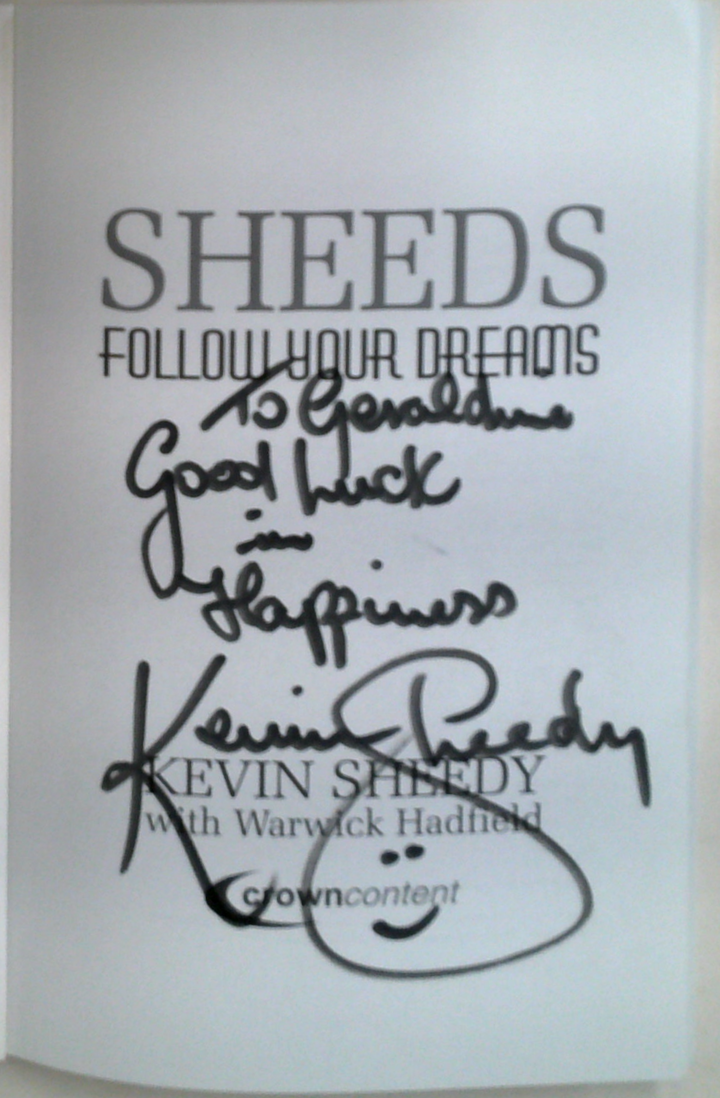 SHEEDS
FOLLOW YOUR DREAMS
To Geraldine
Good Luck
in
Happiness
Kevin Sheedy
KEVIN SHEEDY
with Warwick Hadfield
crowncontent